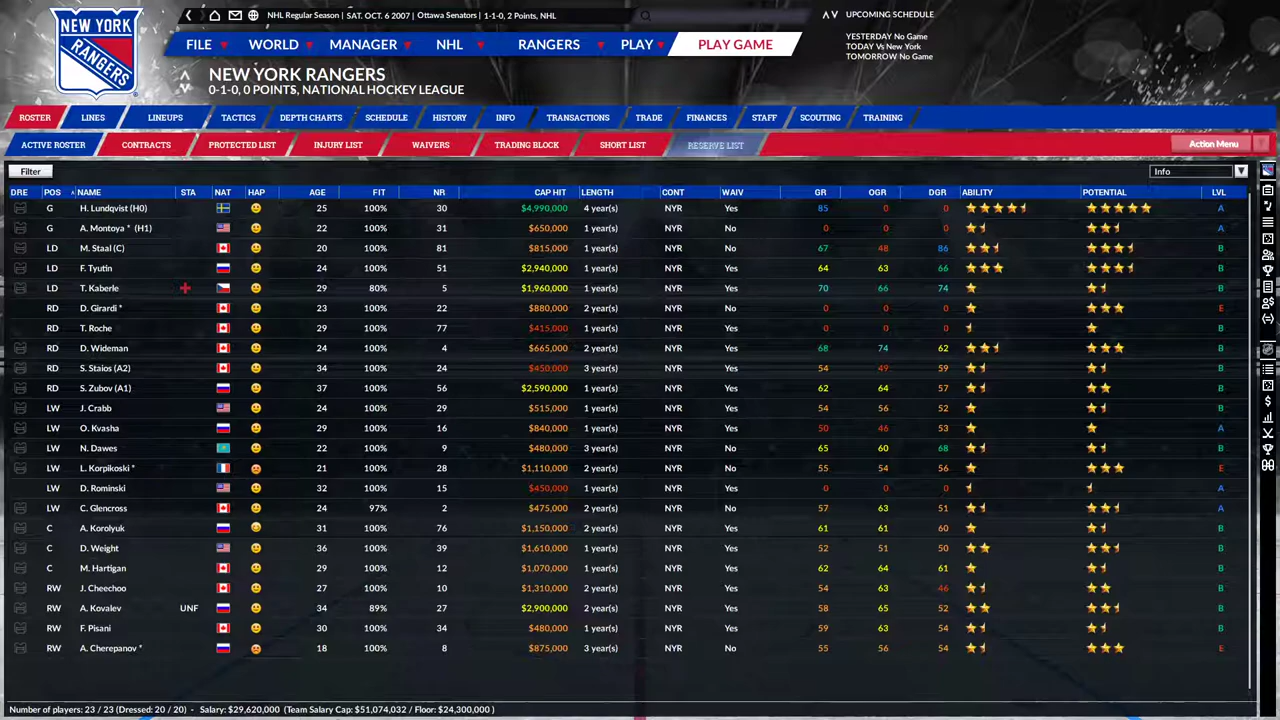 NEW YORK
RANGERS
NHL Regular Season | SAT. OCT. 6 2007 | Ottawa Senators | 1-1-0, 2 Points, NHL
UPCOMING SCHEDULE
YESTERDAY No Game
TODAY Vs New York
TOMORROW No Game
FILE WORLD MANAGER NHL RANGERS PLAY PLAY GAME
NEW YORK RANGERS
0-1-0, 0 POINTS, NATIONAL HOCKEY LEAGUE
ROSTER LINES LINEUPS TACTICS DEPTH CHARTS SCHEDULE HISTORY INFO TRANSACTIONS TRADE FINANCES STAFF SCOUTING TRAINING
ACTIVE ROSTER CONTRACTS PROTECTED LIST INJURY LIST WAIVERS TRADING BLOCK SHORT LIST RESERVE LIST Action Menu
Filter Info
DRE POS NAME STA NAT HAP AGE FIT NR CAP HIT LENGTH CONT WAIV GR OGR DGR ABILITY POTENTIAL LVL
G H. Lundqvist (H0) 25 100% 30 $4,990,000 4 year(s) NYR Yes 85 0 0 A
G A. Montoya * (H1) 22 100% 31 $650,000 1 year(s) NYR No 0 0 0 A
LD M. Staal (C) 20 100% 81 $815,000 1 year(s) NYR No 67 48 86 B
LD F. Tyutin 24 100% 51 $2,940,000 1 year(s) NYR Yes 64 63 66 B
LD T. Kaberle 29 80% 5 $1,960,000 1 year(s) NYR Yes 70 66 74 B
RD D. Girardi * 23 100% 22 $880,000 2 year(s) NYR No 0 0 0 E
RD T. Roche 29 100% 77 $415,000 1 year(s) NYR Yes 0 0 0 B
RD D. Wideman 24 100% 4 $665,000 2 year(s) NYR Yes 68 74 62 B
RD S. Staios (A2) 34 100% 24 $450,000 3 year(s) NYR Yes 54 49 59 B
RD S. Zubov (A1) 37 100% 56 $2,590,000 1 year(s) NYR Yes 62 64 57 B
LW J. Crabb 24 100% 29 $515,000 1 year(s) NYR Yes 54 56 52 B
LW O. Kvasha 29 100% 16 $840,000 1 year(s) NYR Yes 50 46 53 A
LW N. Dawes 22 100% 9 $480,000 3 year(s) NYR No 65 60 68 B
LW L. Korpikoski * 21 100% 28 $1,110,000 2 year(s) NYR No 55 54 56 E
LW D. Rominski 32 100% 15 $450,000 1 year(s) NYR Yes 0 0 0 A
LW C. Glencross 24 97% 2 $475,000 2 year(s) NYR No 57 63 51 A
C A. Korolyuk 31 100% 76 $1,150,000 2 year(s) NYR Yes 61 61 60 B
C D. Weight 36 100% 39 $1,610,000 1 year(s) NYR Yes 52 51 50 B
C M. Hartigan 29 100% 12 $1,070,000 2 year(s) NYR Yes 62 64 61 B
RW J. Cheechoo 27 100% 10 $1,310,000 2 year(s) NYR Yes 54 63 46 B
RW A. Kovalev UNF 34 89% 27 $2,900,000 2 year(s) NYR Yes 58 65 52 B
RW F. Pisani 30 100% 34 $480,000 1 year(s) NYR Yes 59 63 54 B
RW A. Cherepanov * 18 100% 8 $875,000 3 year(s) NYR No 55 56 54 E
Number of players: 23 / 23 (Dressed: 20 / 20) - Salary: $29,620,000 (Team Salary Cap: $51,074,032 / Floor: $24,300,000 )